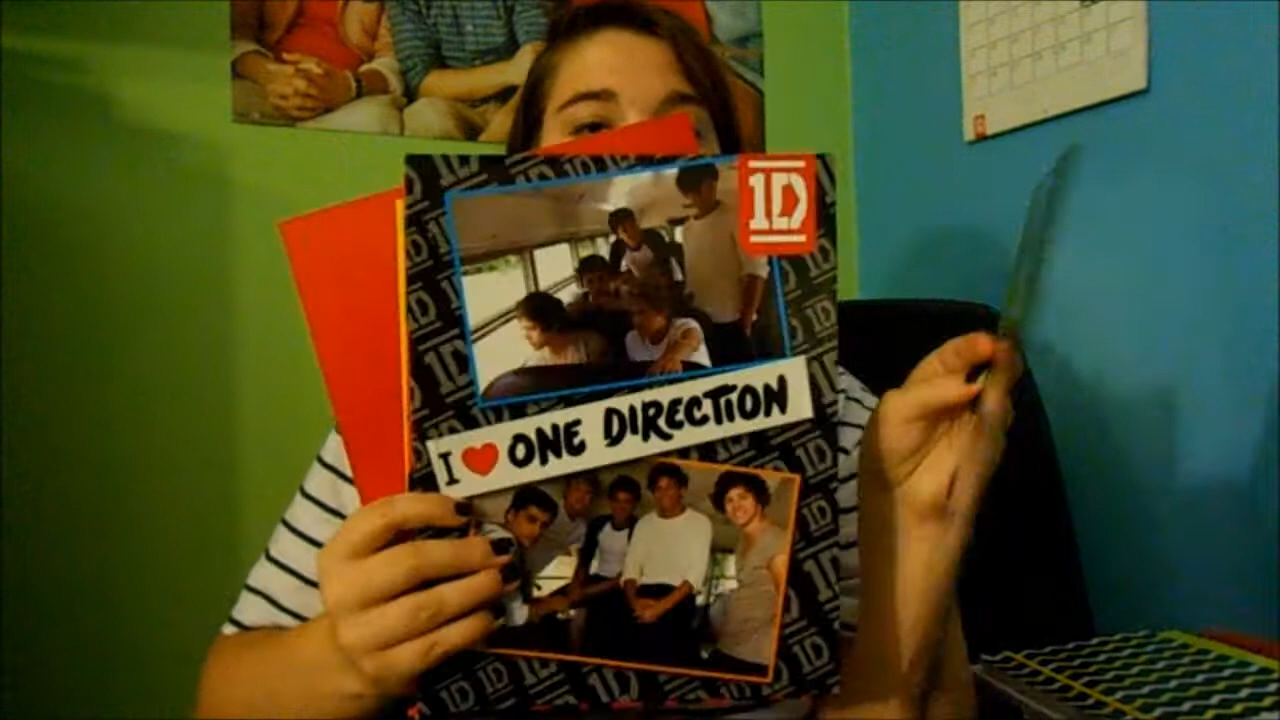 1D
I ❤ ONE DIRECTION